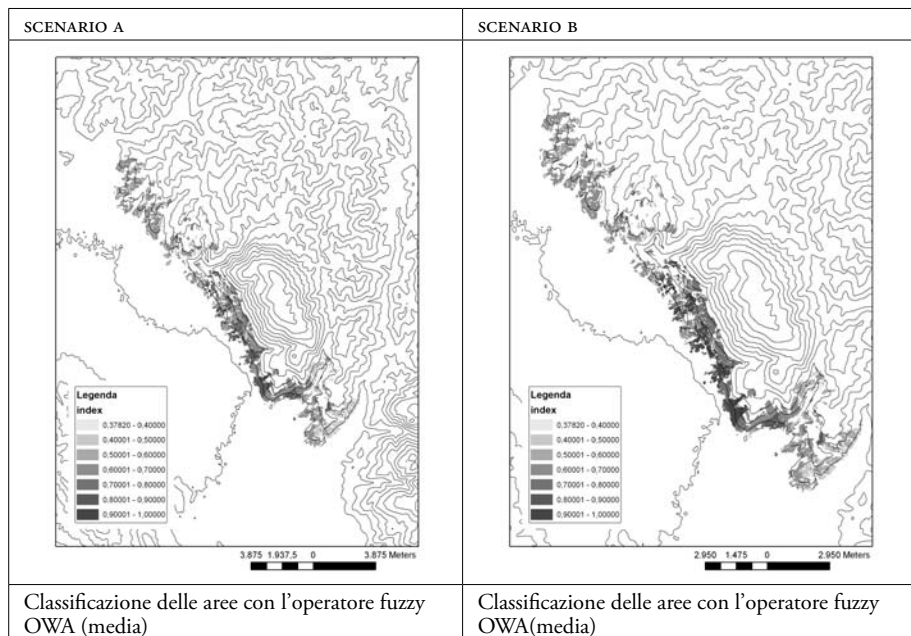 SCENARIO A
SCENARIO B
Legenda
index
0,37820 - 0,40000
0,40001 - 0,50000
0,50001 - 0,60000
0,60001 - 0,70000
0,70001 - 0,80000
0,80001 - 0,90000
0,90001 - 1,00000
3.875 1.937,5 0 3.875 Meters
Legenda
index
0,37820 - 0,40000
0,40001 - 0,50000
0,50001 - 0,60000
0,60001 - 0,70000
0,70001 - 0,80000
0,80001 - 0,90000
0,90001 - 1,00000
2.950 1.475 0 2.950 Meters
Classificazione delle aree con l’operatore fuzzy
OWA (media)
Classificazione delle aree con l’operatore fuzzy
OWA(media)